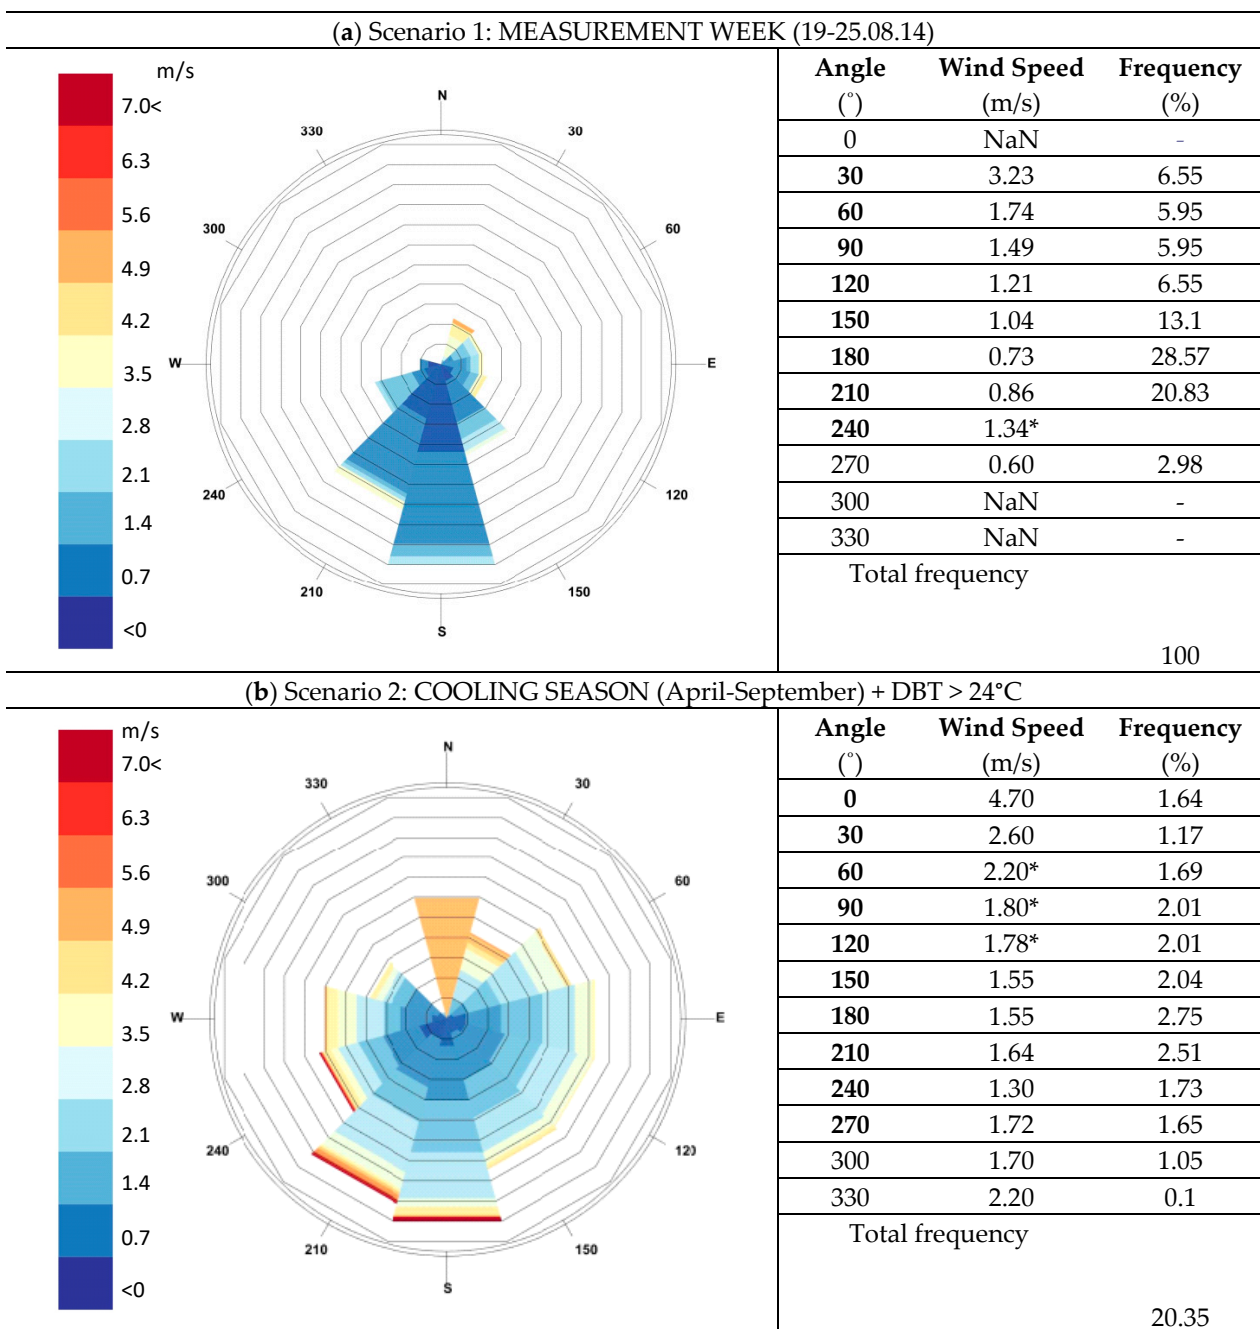 (a) Scenario 1: MEASUREMENT WEEK (19-25.08.14)
m/s
7.0<
6.3
5.6
4.9
4.2
3.5
2.8
2.1
1.4
0.7
<0
N
30
60
E
120
150
S
210
240
W
300
330
Angle Wind Speed Frequency
(°) (m/s) (%)
0 NaN -
30 3.23 6.55
60 1.74 5.95
90 1.49 5.95
120 1.21 6.55
150 1.04 13.1
180 0.73 28.57
210 0.86 20.83
240 1.34*
270 0.60 2.98
300 NaN -
330 NaN -
Total frequency
100
(b) Scenario 2: COOLING SEASON (April-September) + DBT > 24°C
m/s
7.0<
6.3
5.6
4.9
4.2
3.5
2.8
2.1
1.4
0.7
<0
N
30
60
E
120
150
S
210
240
W
300
330
Angle Wind Speed Frequency
(°) (m/s) (%)
0 4.70 1.64
30 2.60 1.17
60 2.20* 1.69
90 1.80* 2.01
120 1.78* 2.01
150 1.55 2.04
180 1.55 2.75
210 1.64 2.51
240 1.30 1.73
270 1.72 1.65
300 1.70 1.05
330 2.20 0.1
Total frequency
20.35